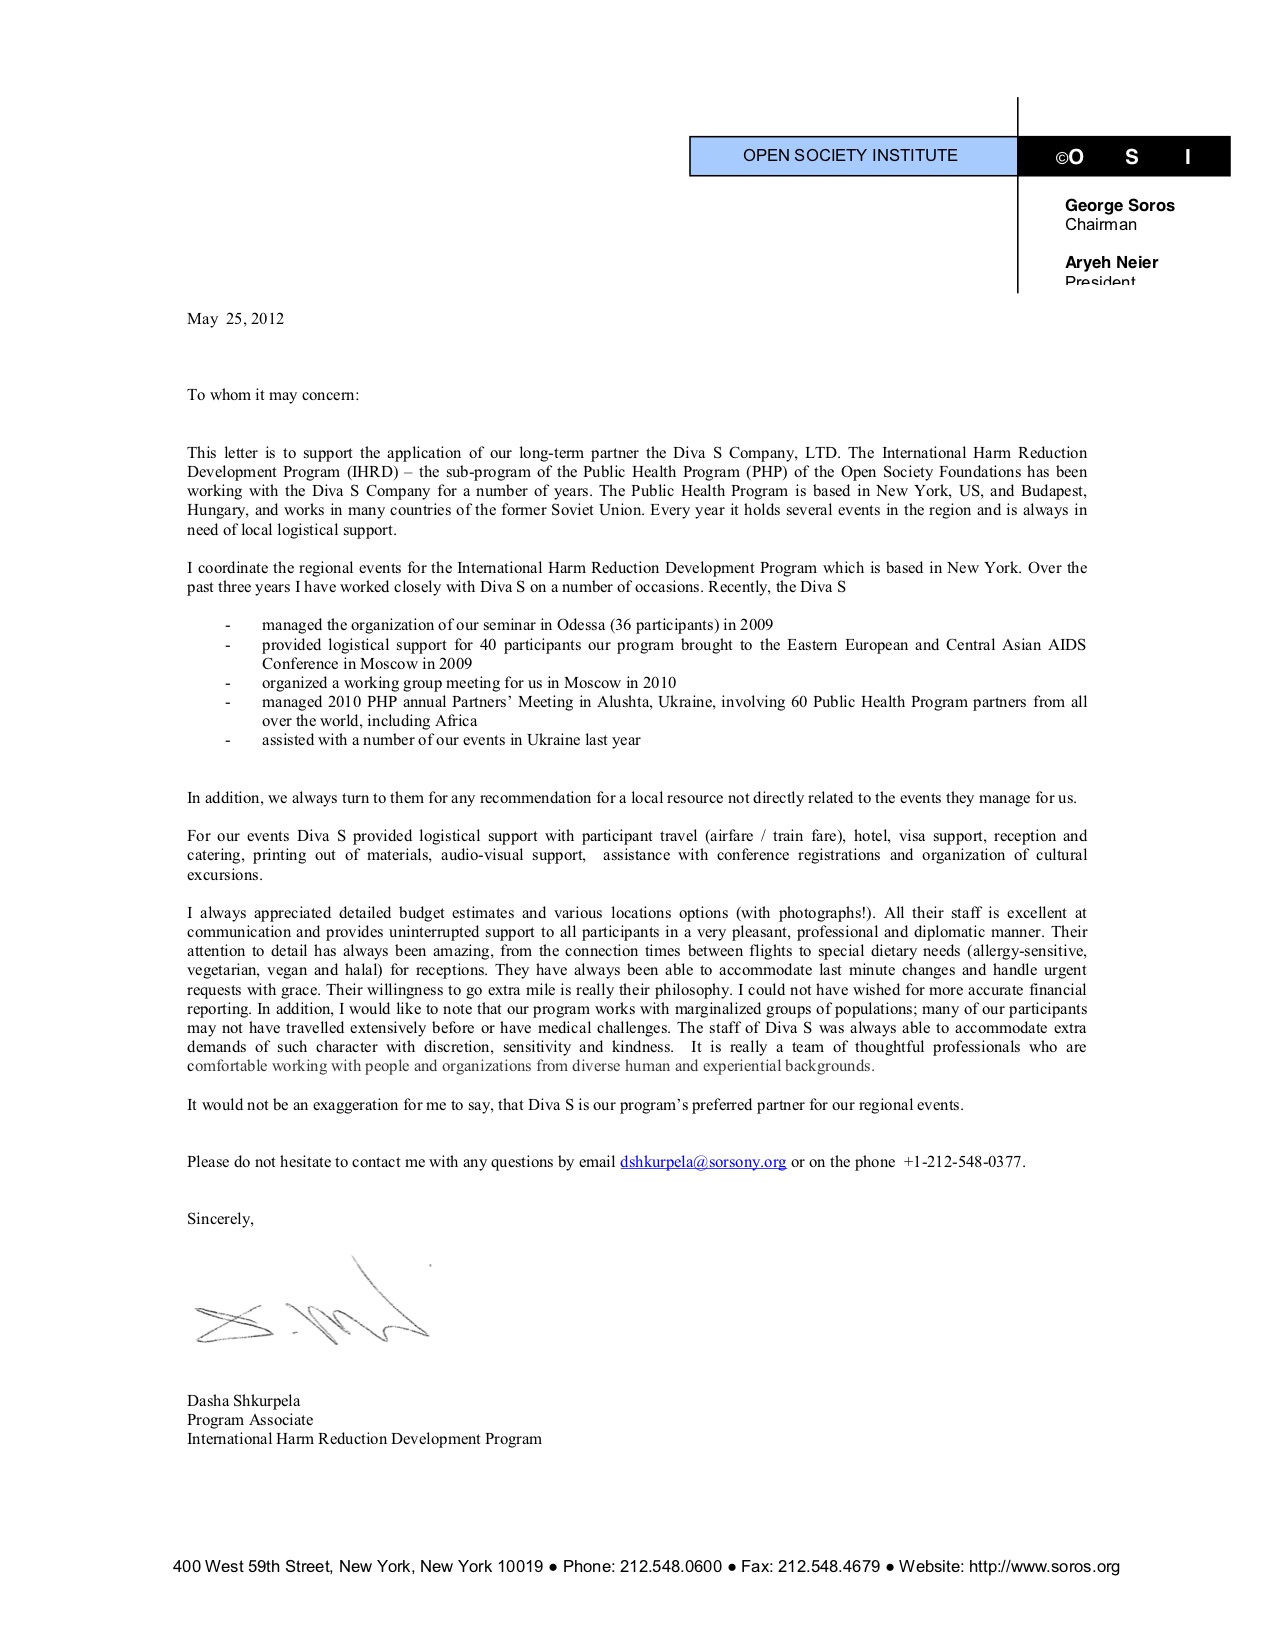 OPEN SOCIETY INSTITUTE
©O S I
George Soros
Chairman
Aryeh Neier
President
May 25, 2012
To whom it may concern:
This letter is to support the application of our long-term partner the Diva S Company, LTD. The International Harm Reduction
Development Program (IHRD) – the sub-program of the Public Health Program (PHP) of the Open Society Foundations has been
working with the Diva S Company for a number of years. The Public Health Program is based in New York, US, and Budapest,
Hungary, and works in many countries of the former Soviet Union. Every year it holds several events in the region and is always in
need of local logistical support.
I coordinate the regional events for the International Harm Reduction Development Program which is based in New York. Over the
past three years I have worked closely with Diva S on a number of occasions. Recently, the Diva S
- managed the organization of our seminar in Odessa (36 participants) in 2009
- provided logistical support for 40 participants our program brought to the Eastern European and Central Asian AIDS
Conference in Moscow in 2009
- organized a working group meeting for us in Moscow in 2010
- managed 2010 PHP annual Partners’ Meeting in Alushta, Ukraine, involving 60 Public Health Program partners from all
over the world, including Africa
- assisted with a number of our events in Ukraine last year
In addition, we always turn to them for any recommendation for a local resource not directly related to the events they manage for us.
For our events Diva S provided logistical support with participant travel (airfare / train fare), hotel, visa support, reception and
catering, printing out of materials, audio-visual support, assistance with conference registrations and organization of cultural
excursions.
I always appreciated detailed budget estimates and various locations options (with photographs!). All their staff is excellent at
communication and provides uninterrupted support to all participants in a very pleasant, professional and diplomatic manner. Their
attention to detail has always been amazing, from the connection times between flights to special dietary needs (allergy-sensitive,
vegetarian, vegan and halal) for receptions. They have always been able to accommodate last minute changes and handle urgent
requests with grace. Their willingness to go extra mile is really their philosophy. I could not have wished for more accurate financial
reporting. In addition, I would like to note that our program works with marginalized groups of populations; many of our participants
may not have travelled extensively before or have medical challenges. The staff of Diva S was always able to accommodate extra
demands of such character with discretion, sensitivity and kindness. It is really a team of thoughtful professionals who are
comfortable working with people and organizations from diverse human and experiential backgrounds.
It would not be an exaggeration for me to say, that Diva S is our program’s preferred partner for our regional events.
Please do not hesitate to contact me with any questions by email dshkurpela@sorsony.org or on the phone +1-212-548-0377.
Sincerely,
Dasha Shkurpela
Program Associate
International Harm Reduction Development Program
400 West 59th Street, New York, New York 10019 ● Phone: 212.548.0600 ● Fax: 212.548.4679 ● Website: http://www.soros.org